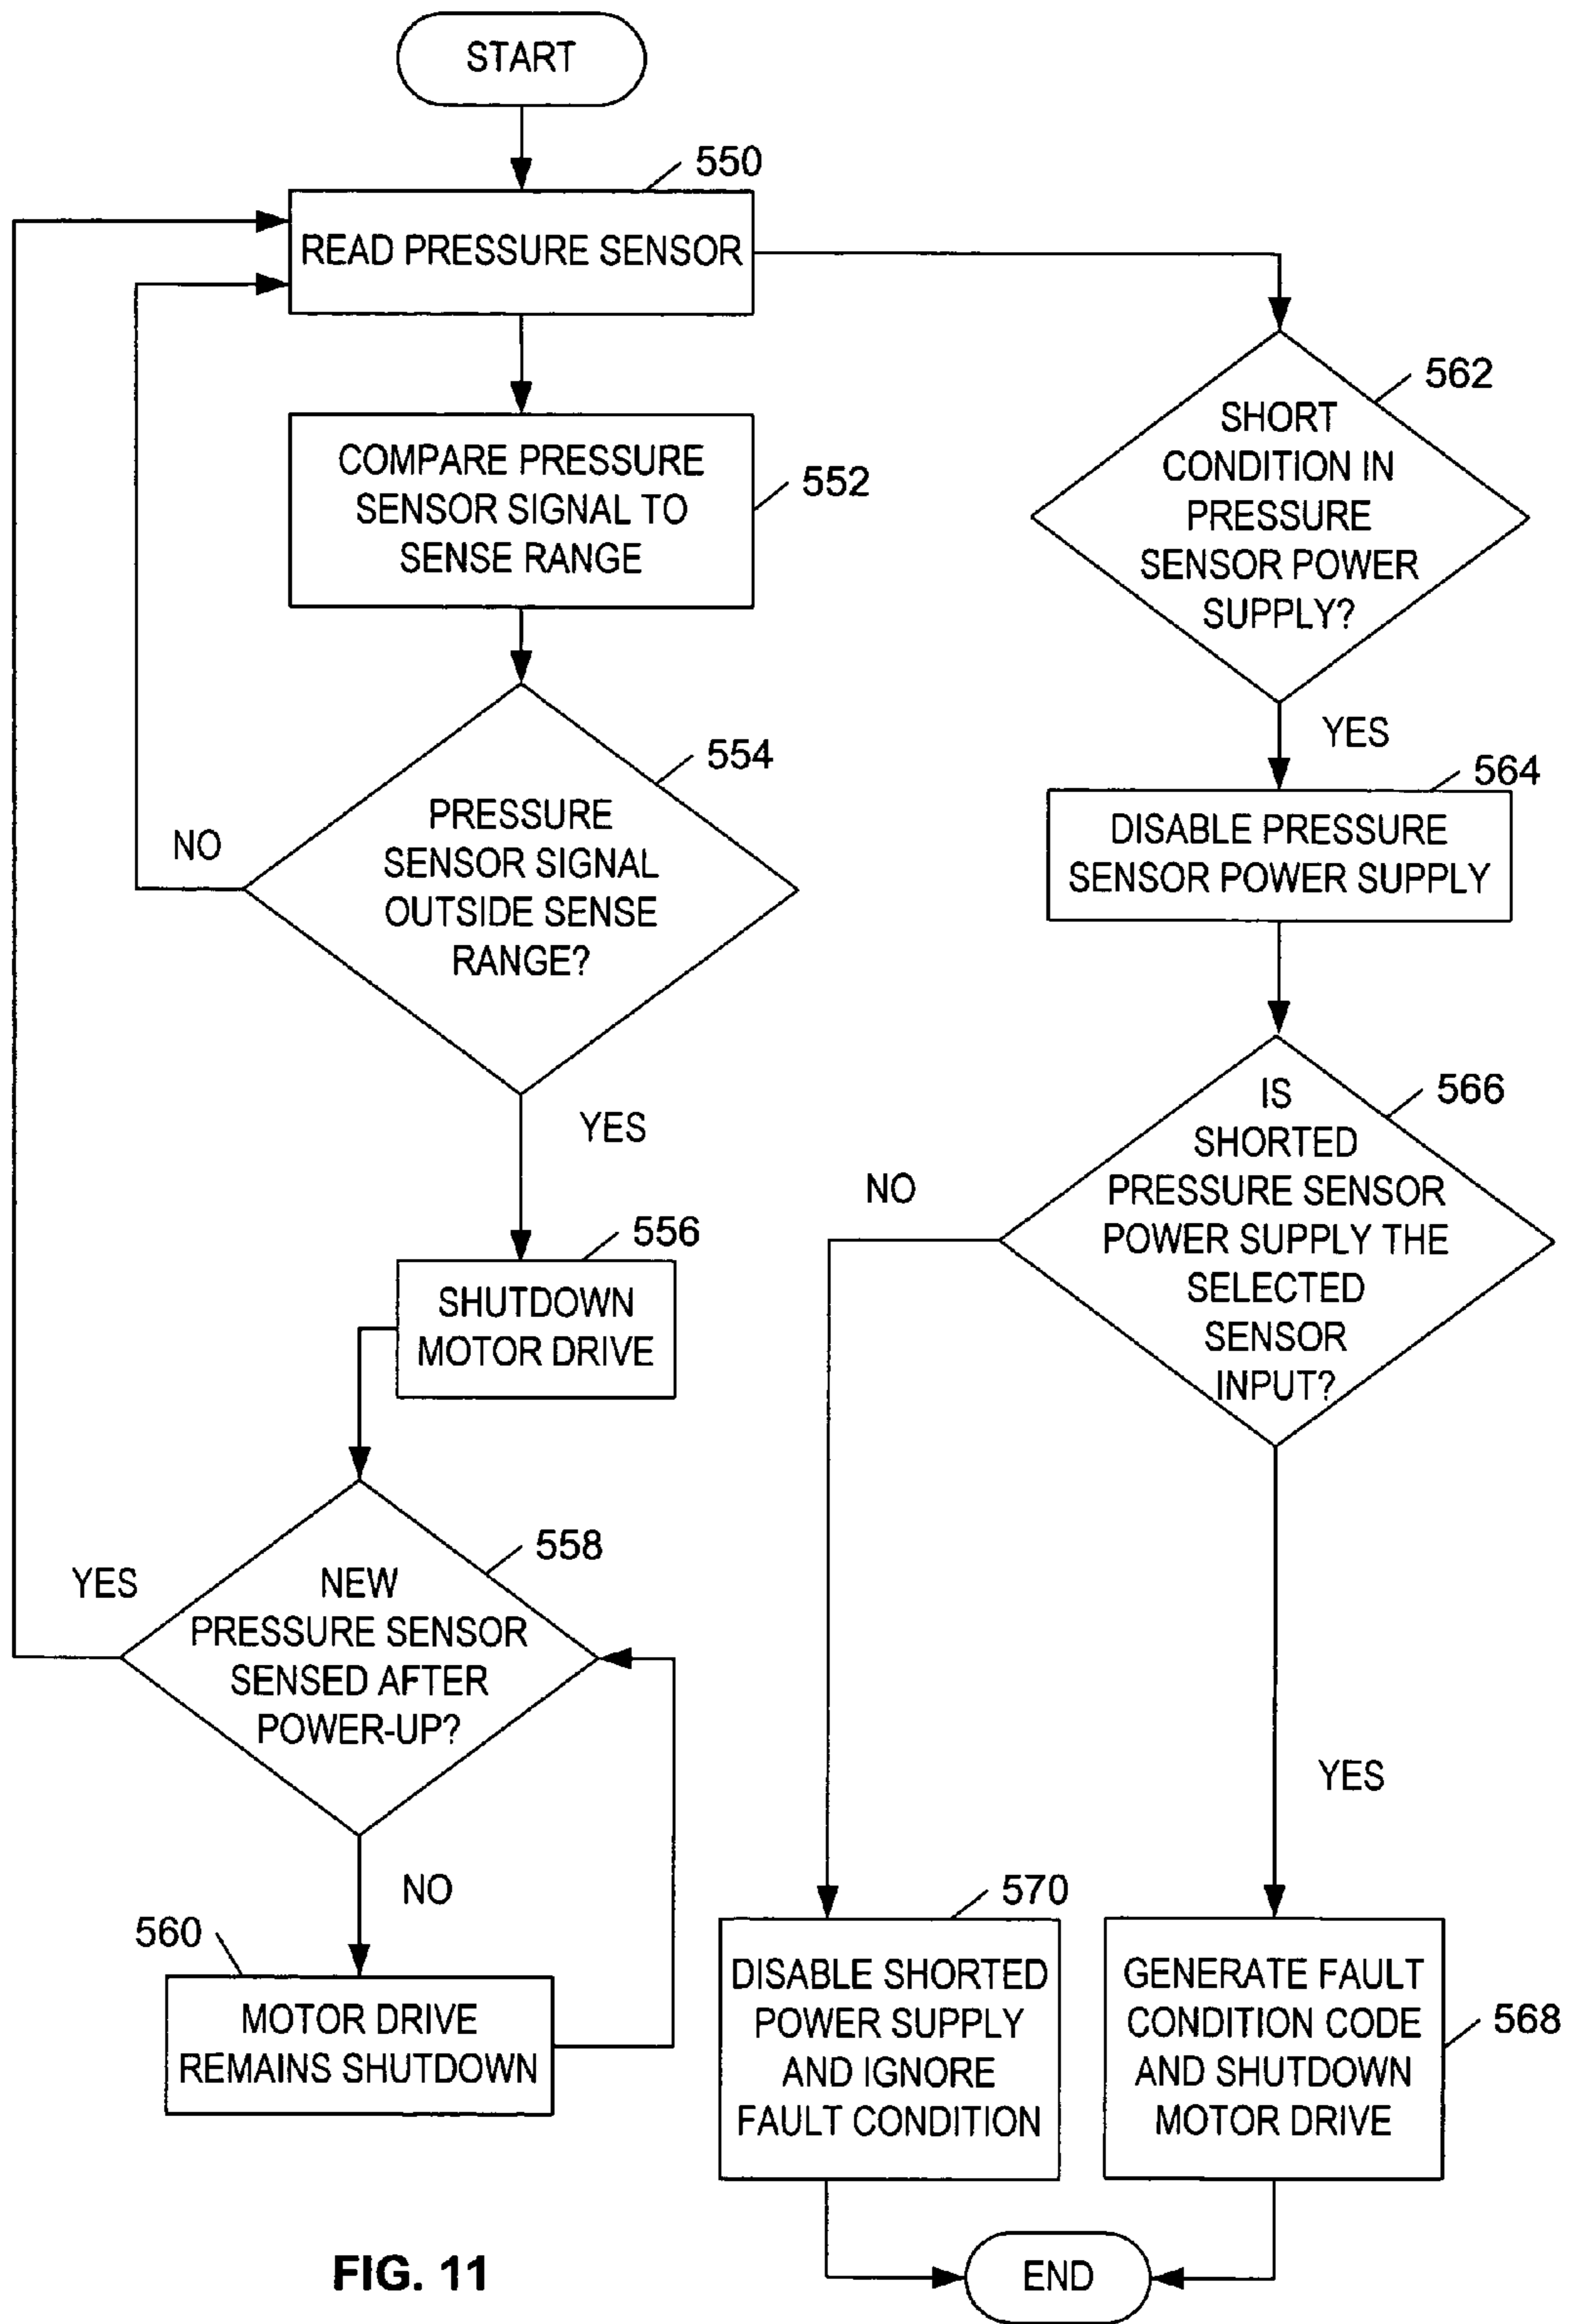 START
550
READ PRESSURE SENSOR
COMPARE PRESSURE
SENSOR SIGNAL TO
SENSE RANGE
552
554
PRESSURE
SENSOR SIGNAL
OUTSIDE SENSE
RANGE?
NO
YES
556
SHUTDOWN
MOTOR DRIVE
558
YES
NEW
PRESSURE SENSOR
SENSED AFTER
POWER-UP?
NO
560
MOTOR DRIVE
REMAINS SHUTDOWN
562
SHORT
CONDITION IN
PRESSURE
SENSOR POWER
SUPPLY?
YES
564
DISABLE PRESSURE
SENSOR POWER SUPPLY
566
IS
SHORTED
PRESSURE SENSOR
POWER SUPPLY THE
SELECTED
SENSOR
INPUT?
NO
YES
570
DISABLE SHORTED
POWER SUPPLY
AND IGNORE
FAULT CONDITION
GENERATE FAULT
CONDITION CODE
AND SHUTDOWN
MOTOR DRIVE
568
END
FIG. 11